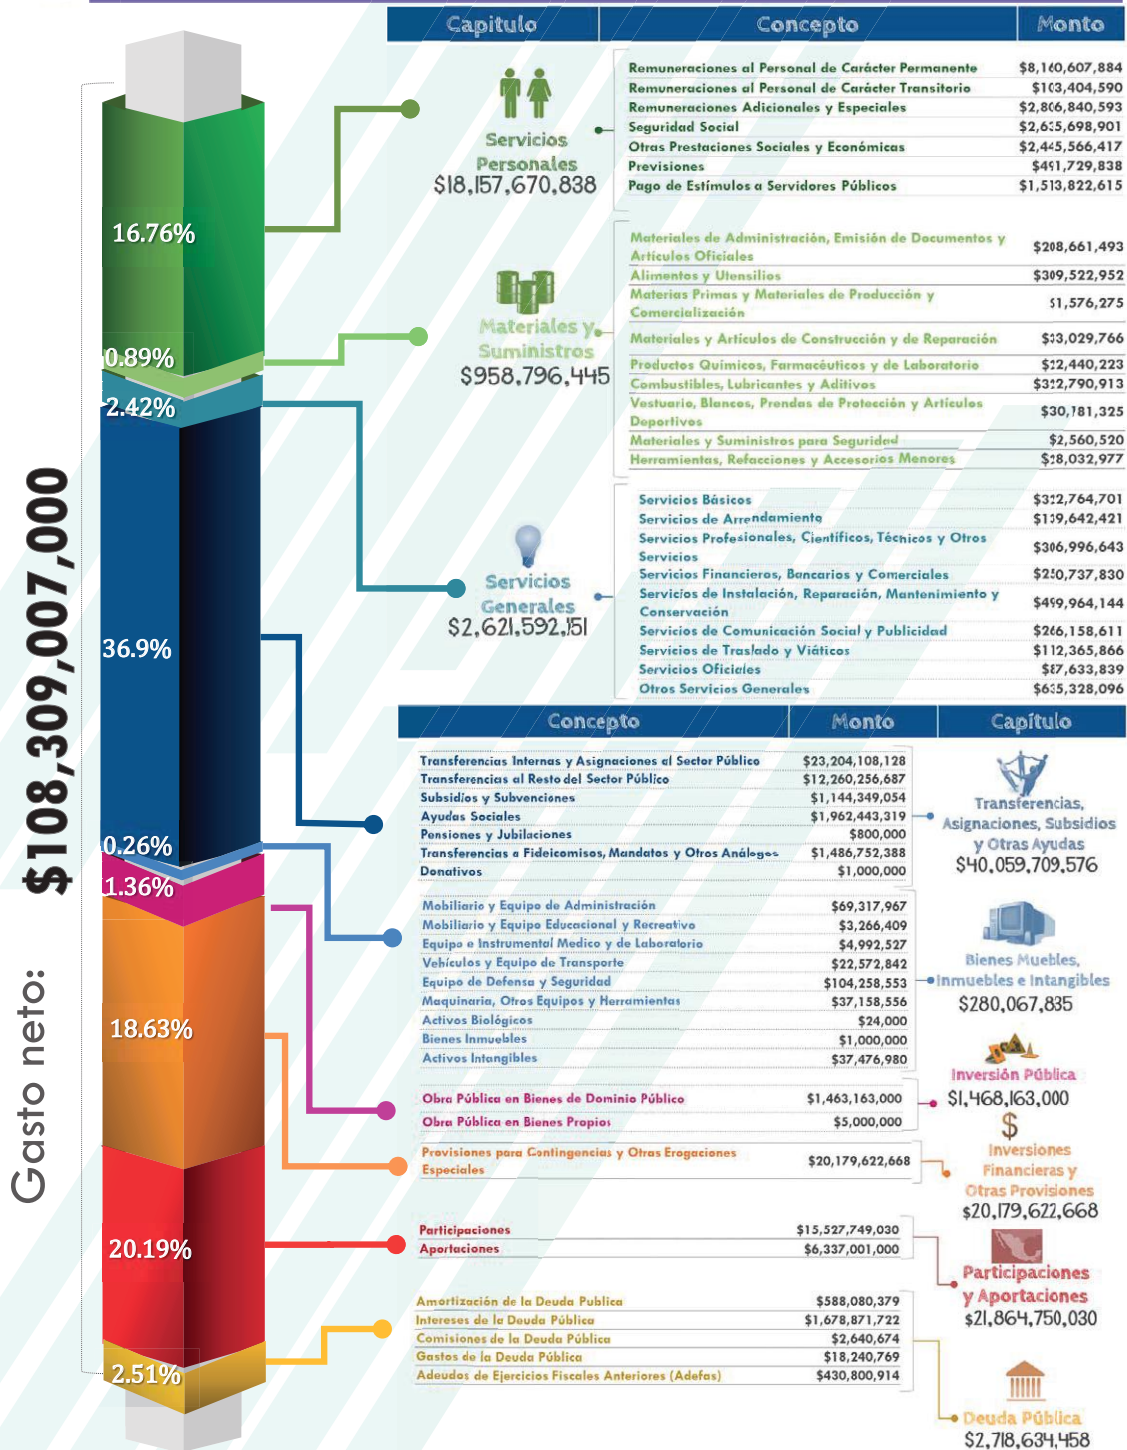 Capítulo
Concepto
Monto
Servicios
Personales
$18,157,670,838
Remuneraciones al Personal de Carácter Permanente $8,160,607,884
Remuneraciones al Personal de Carácter Transitorio $103,404,590
Remuneraciones Adicionales y Especiales $2,806,840,593
Seguridad Social $2,635,698,901
Otras Prestaciones Sociales y Económicas $2,445,566,417
Previsiones $491,729,838
Pago de Estímulos a Servidores Públicos $1,513,822,615
Materiales y
Suministros
$958,796,445
Materiales de Administración, Emisión de Documentos y
Artículos Oficiales $208,661,493
Alimentos y Utensilios $309,522,952
Materias Primas y Materiales de Producción y
Comercialización $1,576,275
Materiales y Artículos de Construcción y de Reparación $33,029,766
Productos Químicos, Farmacéuticos y de Laboratorio $22,440,223
Combustibles, Lubricantes y Aditivos $322,790,913
Vestuario, Blancos, Prendas de Protección y Artículos
Deportivos $30,181,325
Materiales y Suministros para Seguridad $2,560,520
Herramientas, Refacciones y Accesorios Menores $28,032,977
Servicios
Generales
$2,621,592,151
Servicios Básicos $322,764,701
Servicios de Arrendamiento $139,642,421
Servicios Profesionales, Científicos, Técnicos y Otros
Servicios $306,996,643
Servicios Financieros, Bancarios y Comerciales $250,737,830
Servicios de Instalación, Reparación, Mantenimiento y
Conservación $499,964,144
Servicios de Comunicación Social y Publicidad $266,158,611
Servicios de Traslado y Viáticos $112,365,866
Servicios Oficiales $87,633,839
Otros Servicios Generales $635,328,096
Concepto
Monto
Capítulo
Transferencias Internas y Asignaciones al Sector Público $23,204,108,128
Transferencias al Resto del Sector Público $12,260,256,687
Subsidios y Subvenciones $1,144,349,054
Ayudas Sociales $1,962,443,319
Pensiones y Jubilaciones $800,000
Transferencias a Fideicomisos, Mandatos y Otros Análogos $1,486,752,388
Donativos $1,000,000
Transferencias,
Asignaciones, Subsidios
y Otras Ayudas
$40,059,709,576
Mobiliario y Equipo de Administración $69,317,967
Mobiliario y Equipo Educacional y Recreativo $3,266,409
Equipo e Instrumental Medico y de Laboratorio $4,992,527
Vehículos y Equipo de Transporte $22,572,842
Equipo de Defensa y Seguridad $104,258,553
Maquinaria, Otros Equipos y Herramientas $37,158,556
Activos Biológicos $24,000
Bienes Inmuebles $1,000,000
Activos Intangibles $37,476,980
Bienes Muebles,
Inmuebles e Intangibles
$280,067,835
Obra Pública en Bienes de Dominio Público $1,463,163,000
Obra Pública en Bienes Propios $5,000,000
Inversión Pública
$1,468,163,000
Provisiones para Contingencias y Otras Erogaciones
Especiales $20,179,622,668
$
Inversiones
Financieras y
Otras Provisiones
$20,179,622,668
Participaciones $15,527,749,030
Aportaciones $6,337,001,000
Participaciones
y Aportaciones
$21,864,750,030
Amortización de la Deuda Publica $588,080,379
Intereses de la Deuda Pública $1,678,871,722
Comisiones de la Deuda Pública $2,640,674
Gastos de la Deuda Pública $18,240,769
Adeudos de Ejercicios Fiscales Anteriores (Adefas) $430,800,914
Deuda Pública
$2,718,634,458
16.76%
0.89%
2.42%
36.9%
0.26%
1.36%
18.63%
20.19%
2.51%
Gasto neto: $108,309,007,000